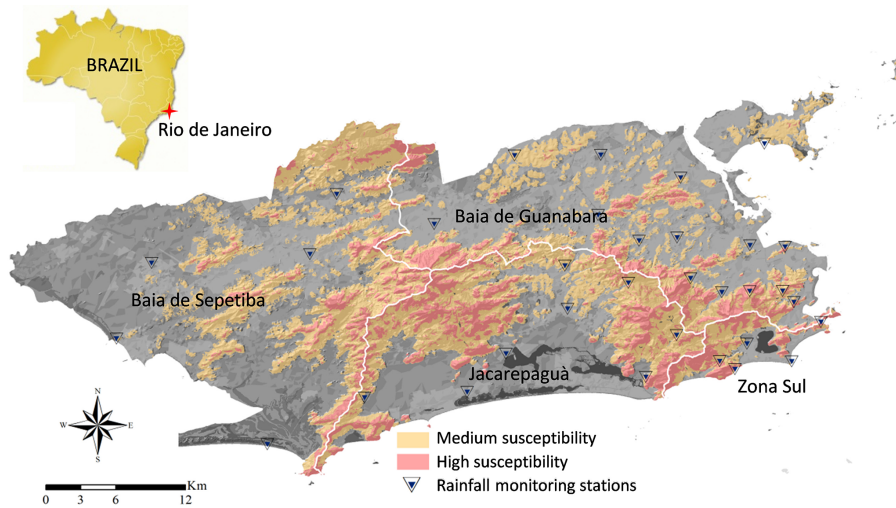 BRAZIL
Rio de Janeiro
Baia de Guanabara
Baia de Sepetiba
Jacarepaguà
Zona Sul
N
W
E
S
Medium susceptibility
High susceptibility
Rainfall monitoring stations
Km
0 3 6 12